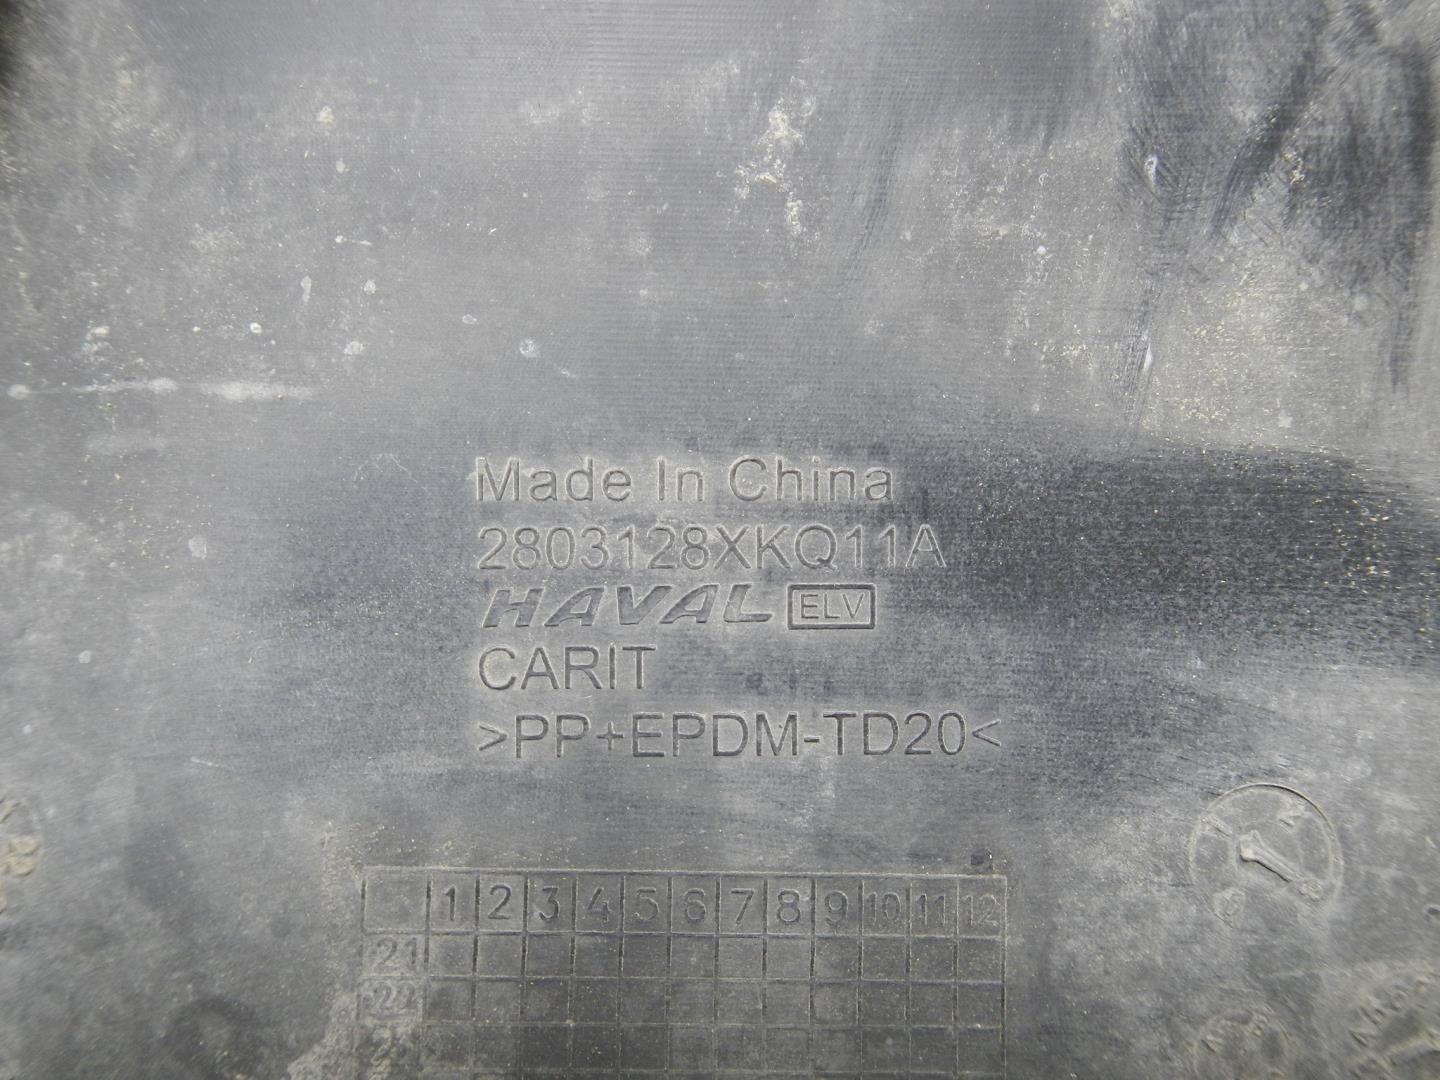 Made In China
2803128XKQ11A
HAVAL ELV
CARIT
>PP+EPDM-TD20<
1 2 3 4 5 6 7 8 9 10 11 12
21
22